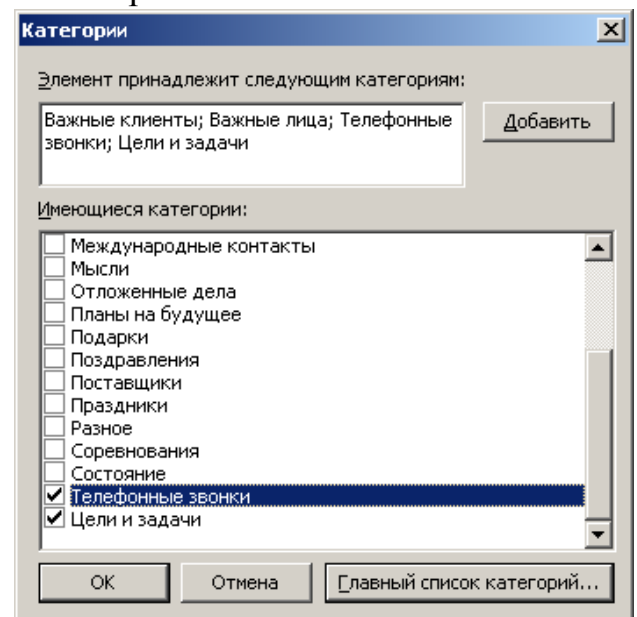 Категории
Элемент принадлежит следующим категориям:
Важные клиенты; Важные лица; Телефонные
звонки; Цели и задачи
Добавить
Имеющиеся категории:
Международные контакты
Мысли
Отложенные дела
Планы на будущее
Подарки
Поздравления
Поставщики
Праздники
Разное
Соревнования
Состояние
Телефонные звонки
Цели и задачи
ОК
Отмена
Главный список категорий...